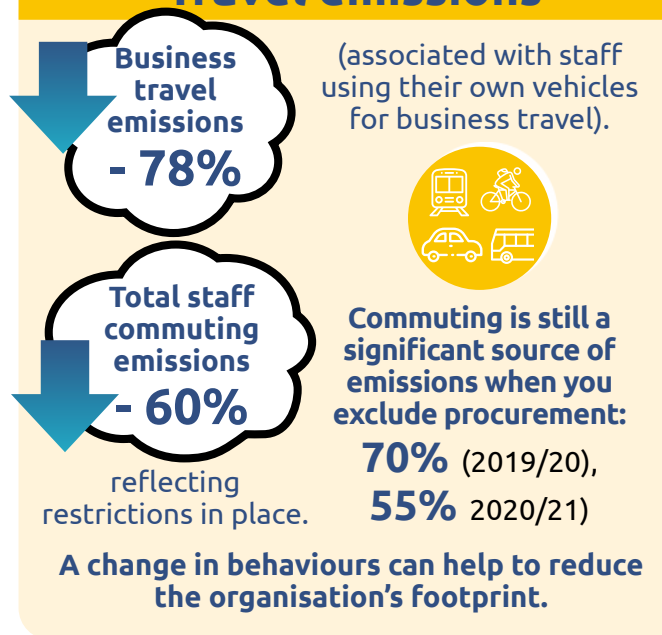 Travel emissions
Business
travel
emissions
- 78%
(associated with staff
using their own vehicles
for business travel).
Total staff
commuting
emissions
- 60%
reflecting
restrictions in place.
Commuting is still a
significant source of
emissions when you
exclude procurement:
70% (2019/20),
55% 2020/21)
A change in behaviours can help to reduce
the organisation’s footprint.